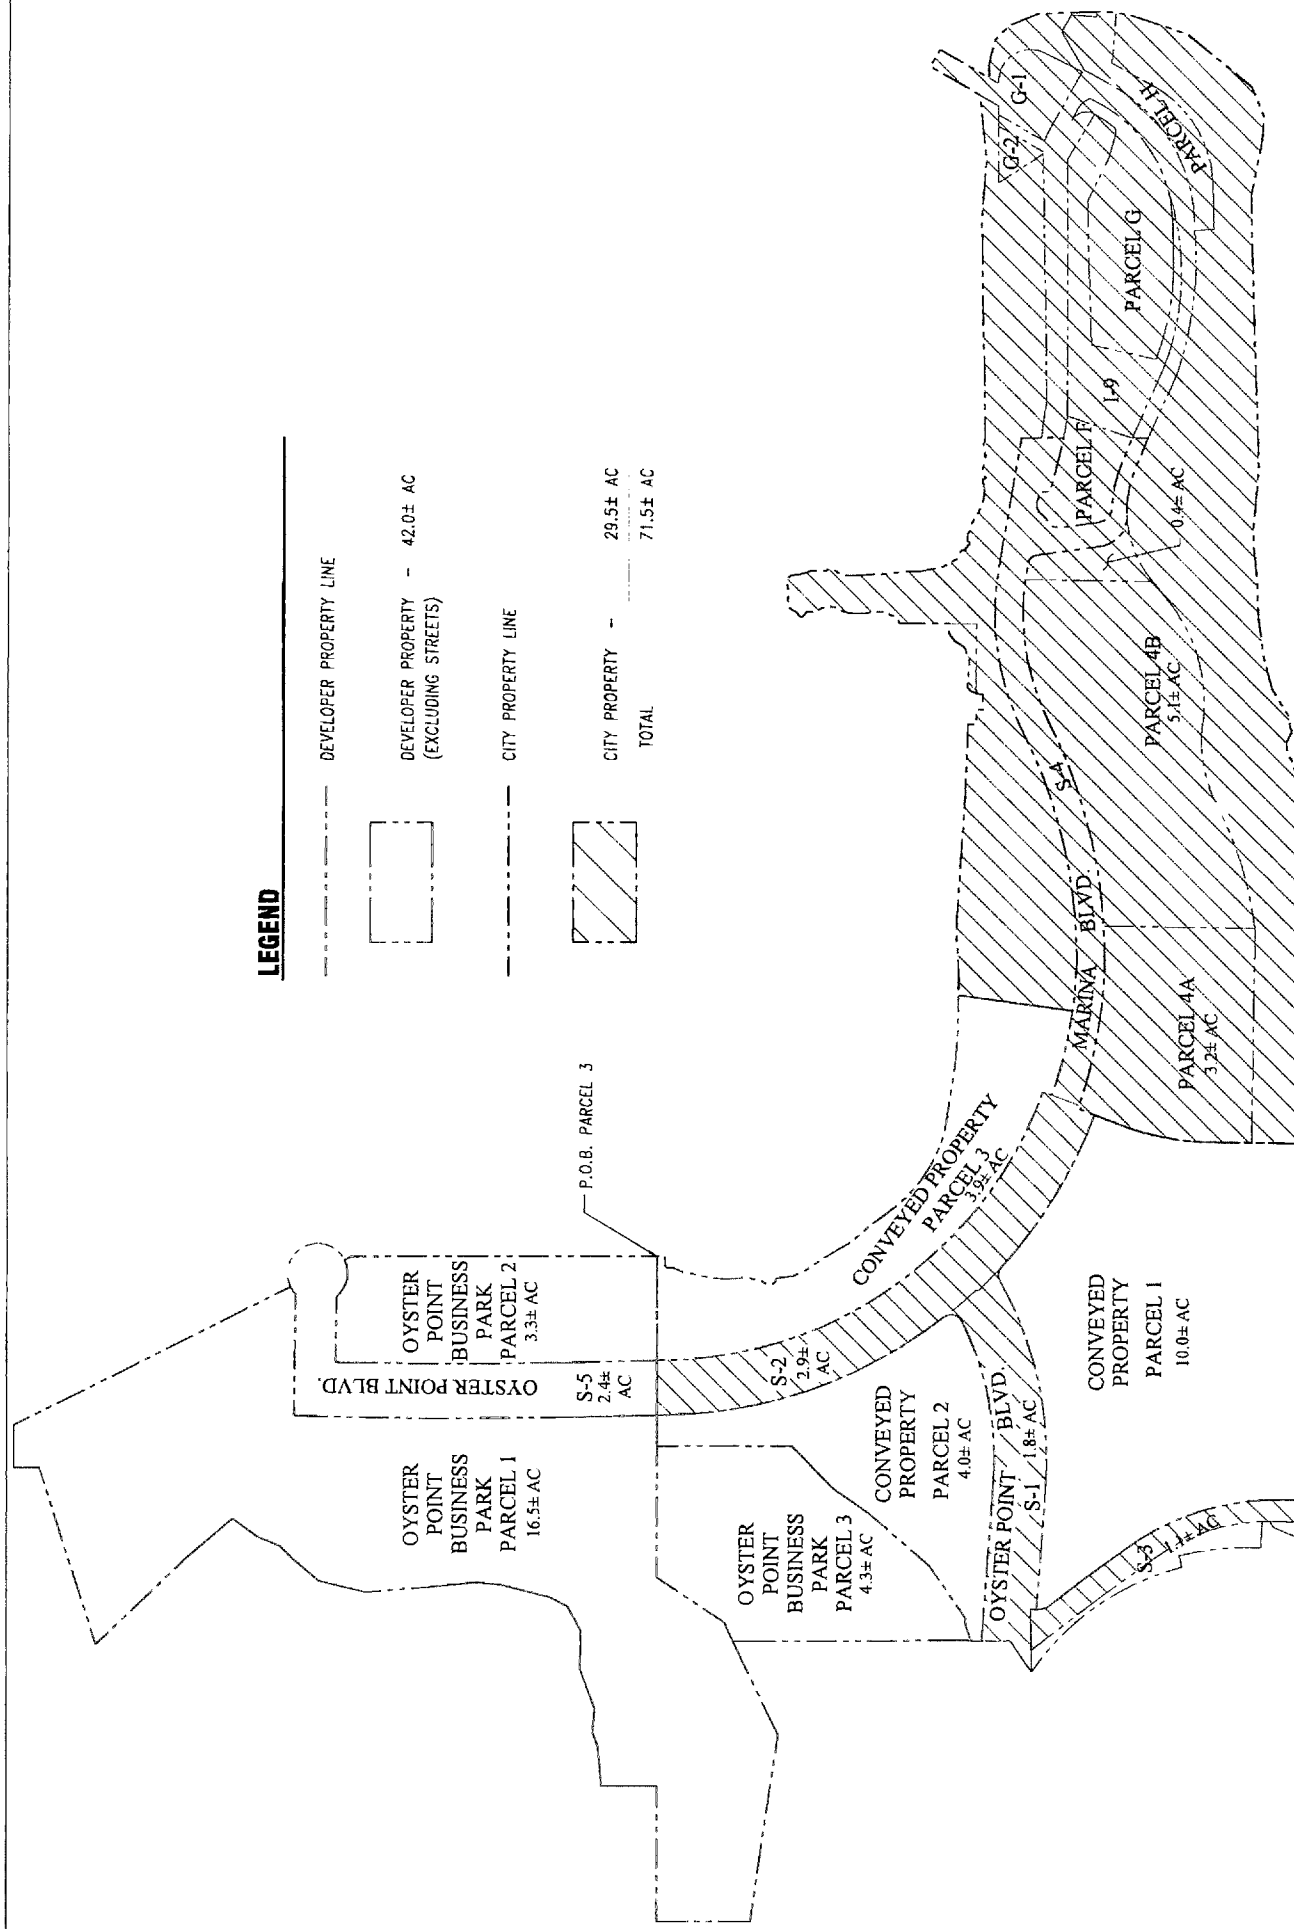 LEGEND
DEVELOPER PROPERTY LINE
DEVELOPER PROPERTY - 42.0± AC
(EXCLUDING STREETS)
CITY PROPERTY LINE
CITY PROPERTY - 29.5± AC
TOTAL 71.5± AC
P.O.B. PARCEL 3
OYSTER
POINT
BUSINESS
PARK
PARCEL 2
3.3± AC
OYSTER POINT BLVD.
S-5
2.4±
AC
OYSTER
POINT
BUSINESS
PARK
PARCEL 1
16.5± AC
OYSTER
POINT
BUSINESS
PARK
PARCEL 3
4.3± AC
S-2
2.9±
AC
CONVEYED
PROPERTY
PARCEL 2
4.0± AC
CONVEYED PROPERTY
PARCEL 3
3.9± AC
OYSTER POINT BLVD.
S-1 1.8± AC
CONVEYED
PROPERTY
PARCEL 1
10.0± AC
S-3
AC
MARINA BLVD.
S-4
PARCEL 4A
3.2± AC
PARCEL 4B
5.1± AC
0.4± AC
PARCEL F
I-9
PARCEL G
PARCEL H
G-2
G-1